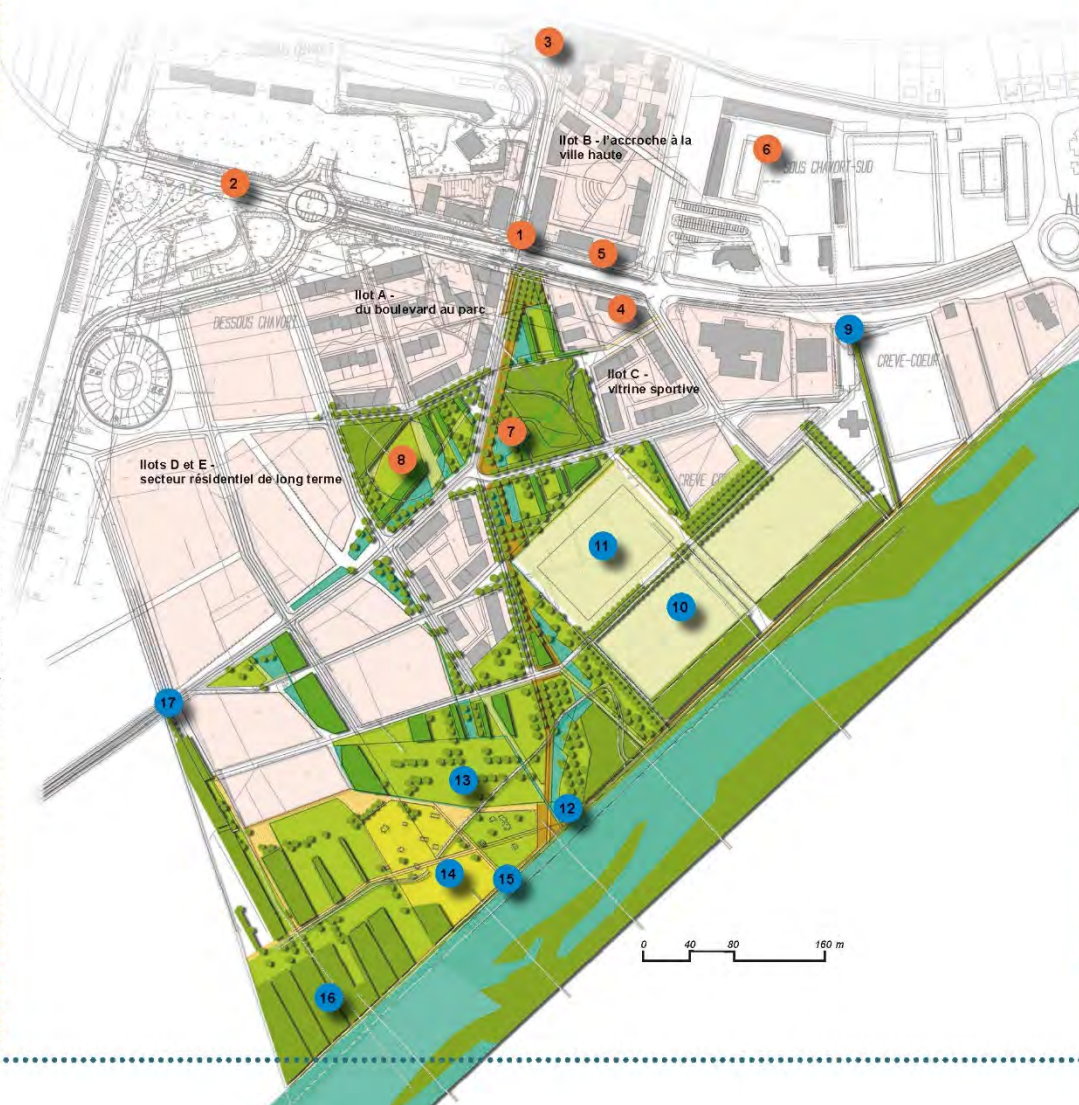 3
Ilot B - l'accroche à la
ville haute
6
SOUS CHAVORT-SUD
2
1
5
Ilot A -
du boulevard au parc
4
DESSOUS CHAVORT
9
CREVE-COEUR
Ilot C -
vitrine sportive
7
8
Ilots D et E -
secteur résidentiel de long terme
11
10
17
13
12
14
15
0 40 80 160 m
16